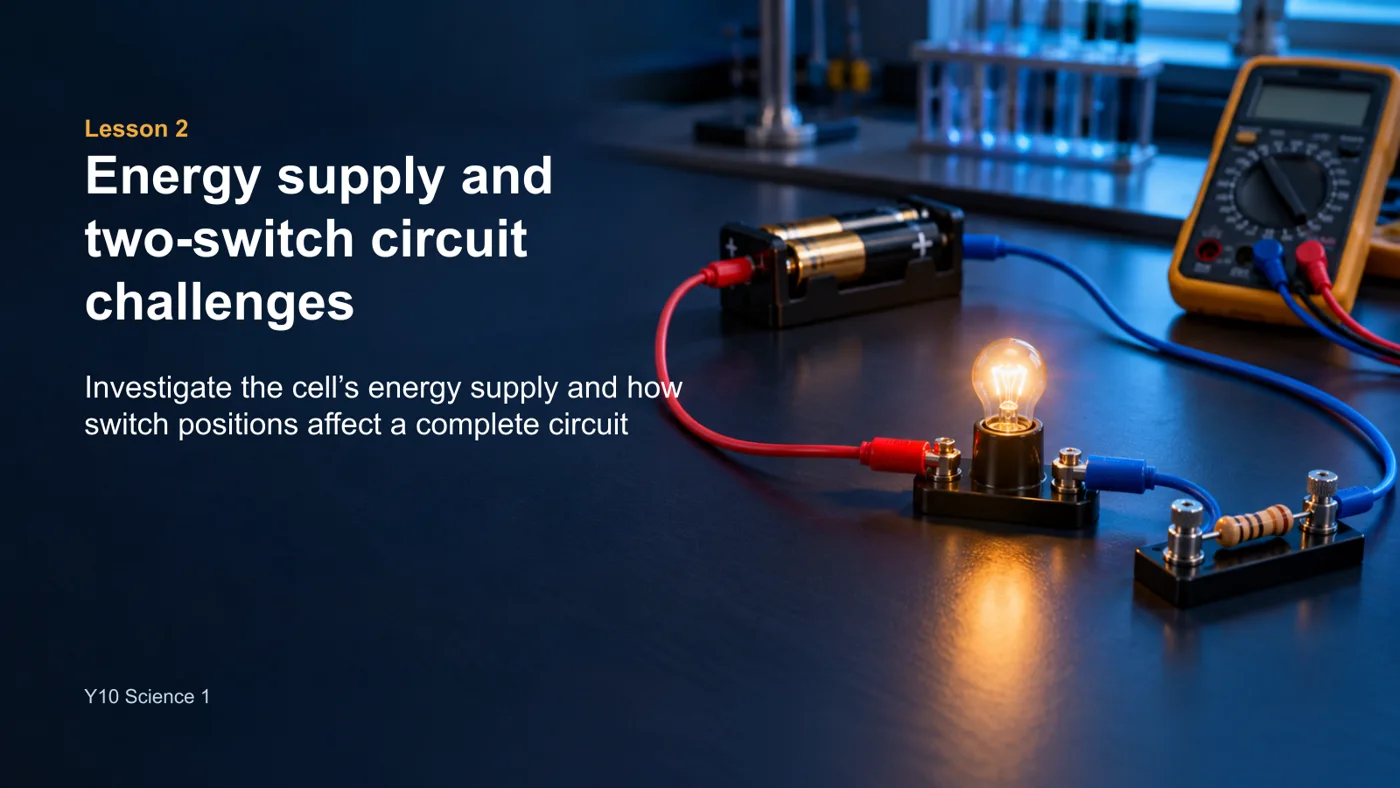 Lesson 2
Energy supply and
two-switch circuit
challenges
Investigate the cell’s energy supply and how
switch positions affect a complete circuit
Y10 Science 1